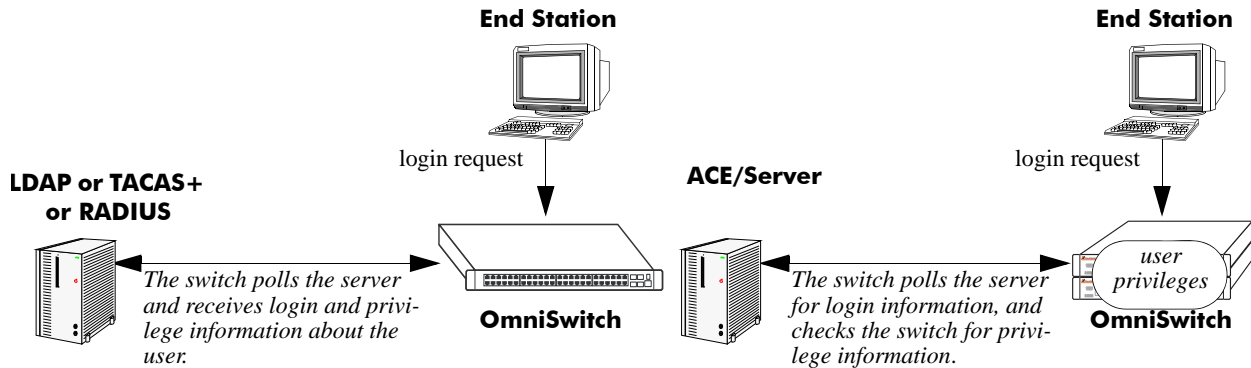 End Station
login request
LDAP or TACAS+
or RADIUS
The switch polls the server
and receives login and privi-
lege information about the
user.
OmniSwitch
End Station
login request
ACE/Server
user
privileges
The switch polls the server
for login information, and
checks the switch for privi-
lege information.
OmniSwitch